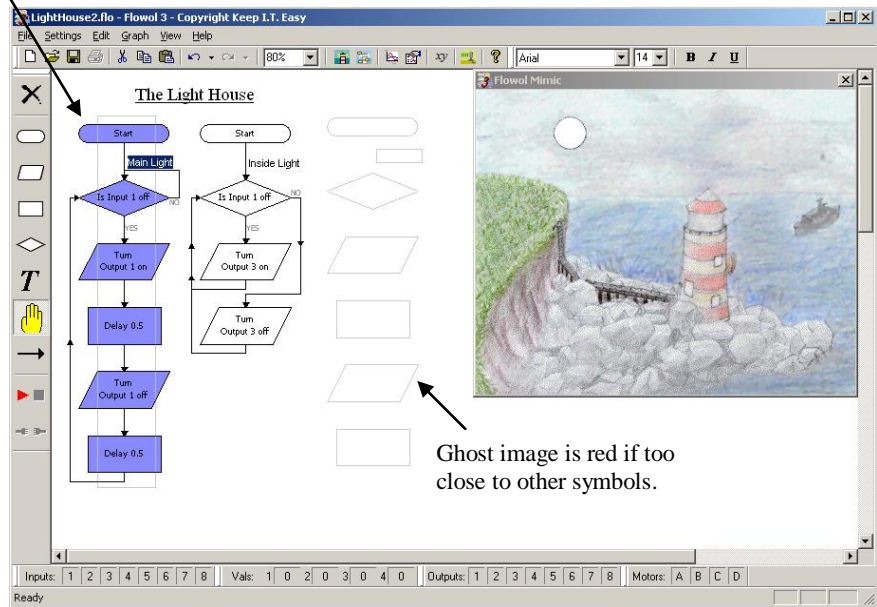 LightHouse2.flo - Flowol 3 - Copyright Keep I.T. Easy
File Settings Edit Graph View Help
80%
xy
?
Arial
14
B I U
Flowol Mimic
The Light House
Start
Main Light
Is Input 1 off
NO
YES
Turn
Output 1 on
Delay 0.5
Turn
Output 1 off
Delay 0.5
Start
Inside Light
Is Input 1 off
NO
YES
Turn
Output 3 on
Turn
Output 3 off
T
Ghost image is red if too
close to other symbols.
Inputs: 1 2 3 4 5 6 7 8 Vals: 1 0 2 0 3 0 4 0 Outputs: 1 2 3 4 5 6 7 8 Motors: A B C D
Ready